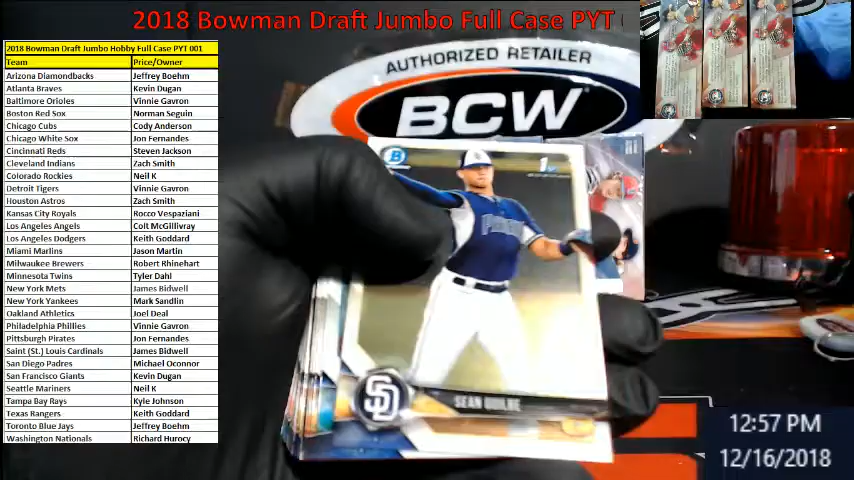 2018 Bowman Draft Jumbo Full Case PYT
2018 Bowman Draft Jumbo Hobby Full Case PYT 001
Team Price/Owner
Arizona Diamondbacks Jeffrey Boehm
Atlanta Braves Kevin Dugan
Baltimore Orioles Vinnie Gavron
Boston Red Sox Norman Seguin
Chicago Cubs Cody Anderson
Chicago White Sox Jon Fernandes
Cincinnati Reds Steven Jackson
Cleveland Indians Zach Smith
Colorado Rockies Neil K
Detroit Tigers Vinnie Gavron
Houston Astros Zach Smith
Kansas City Royals Rocco Vespaziani
Los Angeles Angels Colt McGillivray
Los Angeles Dodgers Keith Goddard
Miami Marlins Jason Martin
Milwaukee Brewers Robert Rhinehart
Minnesota Twins Tyler Dahl
New York Mets James Bidwell
New York Yankees Mark Sandlin
Oakland Athletics Joel Deal
Philadelphia Phillies Vinnie Gavron
Pittsburgh Pirates Jon Fernandes
Saint (St.) Louis Cardinals James Bidwell
San Diego Padres Michael Oconnor
San Francisco Giants Kevin Dugan
Seattle Mariners Neil K
Tampa Bay Rays Kyle Johnson
Texas Rangers Keith Goddard
Toronto Blue Jays Jeffrey Boehm
Washington Nationals Richard Hurocy
AUTHORIZED RETAILER
BCW
B
1st
SD
SEAN
12:57 PM
12/16/2018